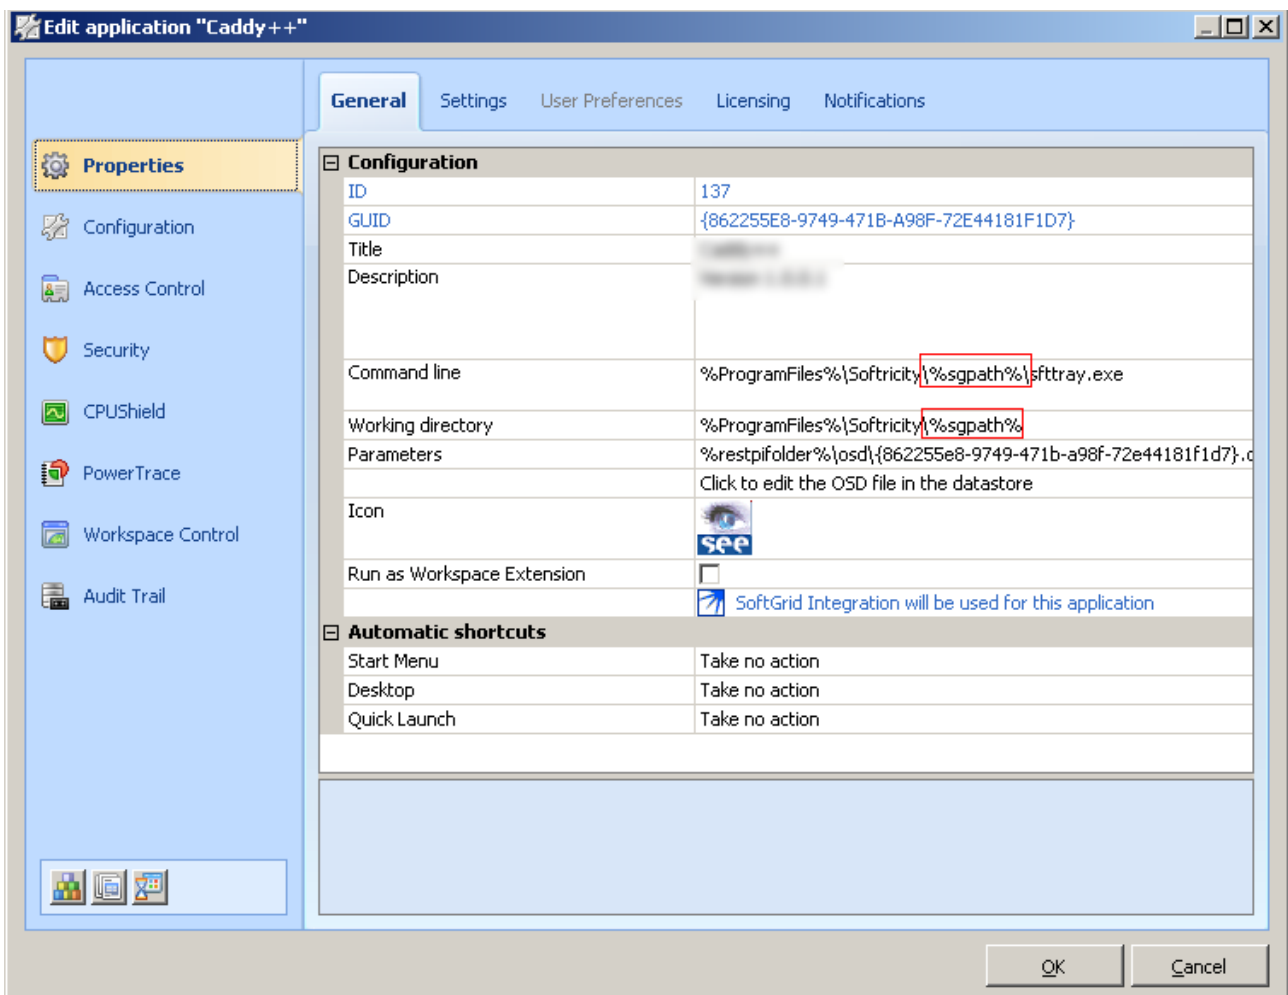 Edit application "Caddy++"
General Settings User Preferences Licensing Notifications
Properties
Configuration
Access Control
Security
CPUShield
PowerTrace
Workspace Control
Audit Trail
Configuration
ID 137
GUID {862255E8-9749-471B-A98F-72E44181F1D7}
Title
Description
Command line %ProgramFiles%\Softricity\%sgpath%\sfttray.exe
Working directory %ProgramFiles%\Softricity\%sgpath%
Parameters %restpifolder%\osd\{862255e8-9749-471b-a98f-72e44181f1d7}.
Click to edit the OSD file in the datastore
Icon see
Run as Workspace Extension
SoftGrid Integration will be used for this application
Automatic shortcuts
Start Menu Take no action
Desktop Take no action
Quick Launch Take no action
OK Cancel